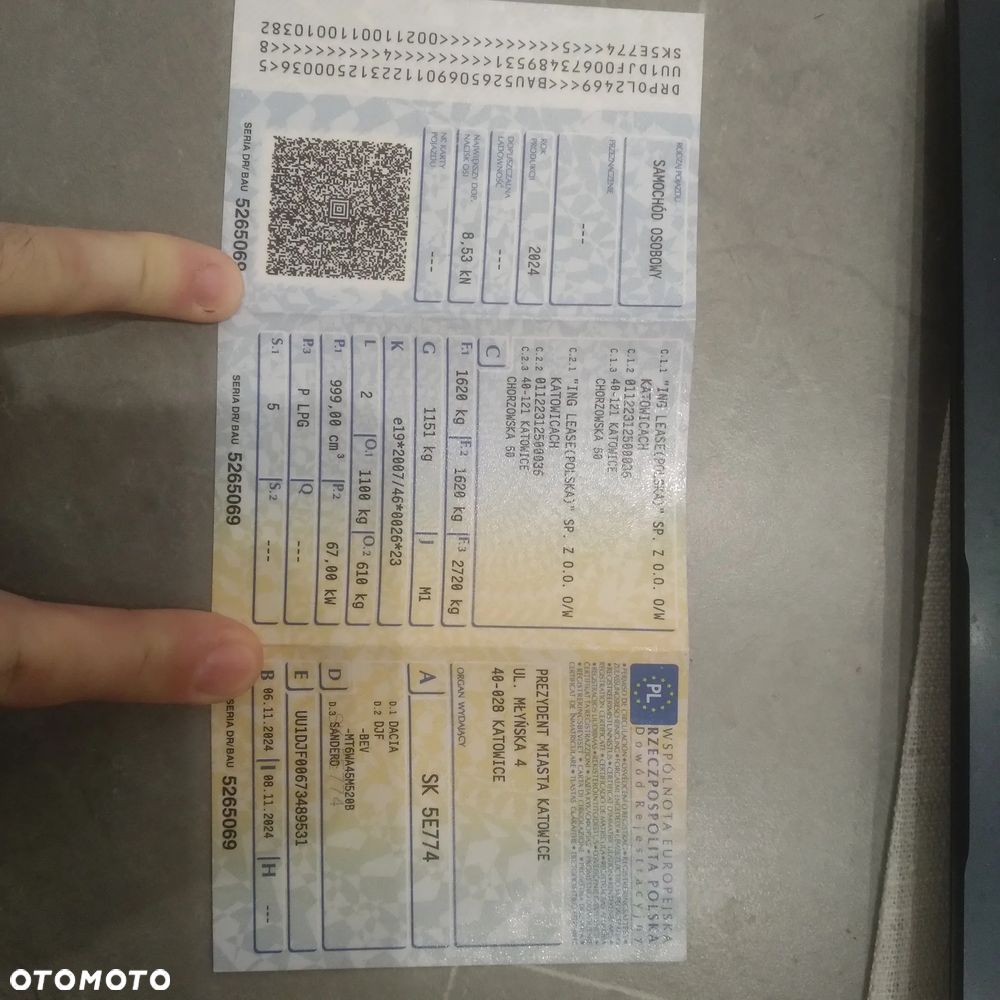 WSPÓLNOTA EUROPEJSKA
RZECZPOSPOLITA POLSKA
Dowód Rejestracyjny
PL
ORGAN WYDAJĄCY
PREZYDENT MIASTA KATOWICE
UL. MŁYŃSKA 4
40-028 KATOWICE
A SK 5E774
D.1 DACIA
D.2 DJF
-BEV
-MT6WA45M520B
D D.3 SANDERO
E UU1DJF00673489531
B 06.11.2024 I 08.11.2024 H ---
SERIA DR/BAU 5265069
C.1.1 "ING LEASE(POLSKA)" SP. Z O.O. O/W
KATOWICACH
C.1.2 01122312500036
C.1.3 40-121 KATOWICE
CHORZOWSKA 50
C.2.1 "ING LEASE(POLSKA)" SP. Z O.O. O/W
KATOWICACH
C.2.2 01122312500036
C.2.3 40-121 KATOWICE
CHORZOWSKA 50
C
F.1 1620 kg F.2 1620 kg F.3 2720 kg
G 1151 kg J M1
K e19*2007/46*0026*23
L 2 O.1 1100 kg O.2 610 kg
P.1 999,00 cm³ P.2 67,00 kW
P.3 P LPG Q ---
S.1 5 S.2 ---
SERIA DR/BAU 5265069
RODZAJ POJAZDU
SAMOCHÓD OSOBOWY
PRZEZNACZENIE
---
ROK
PRODUKCJI
2024
DOPUSZCZALNA
ŁADOWNOŚĆ
---
NAJWIĘKSZY DOP.
NACISK OSI
8,53 kN
NR KARTY
POJAZDU
---
SERIA DR/BAU 5265069
DRPOL2469<<<BAU52650690112231250036<5
UU1DJF00673489531<<<<<<<<<<4<<<<<<<<8
SK5E774<<<5<<<<<<<<<<0021100110010382
OTOMOTO